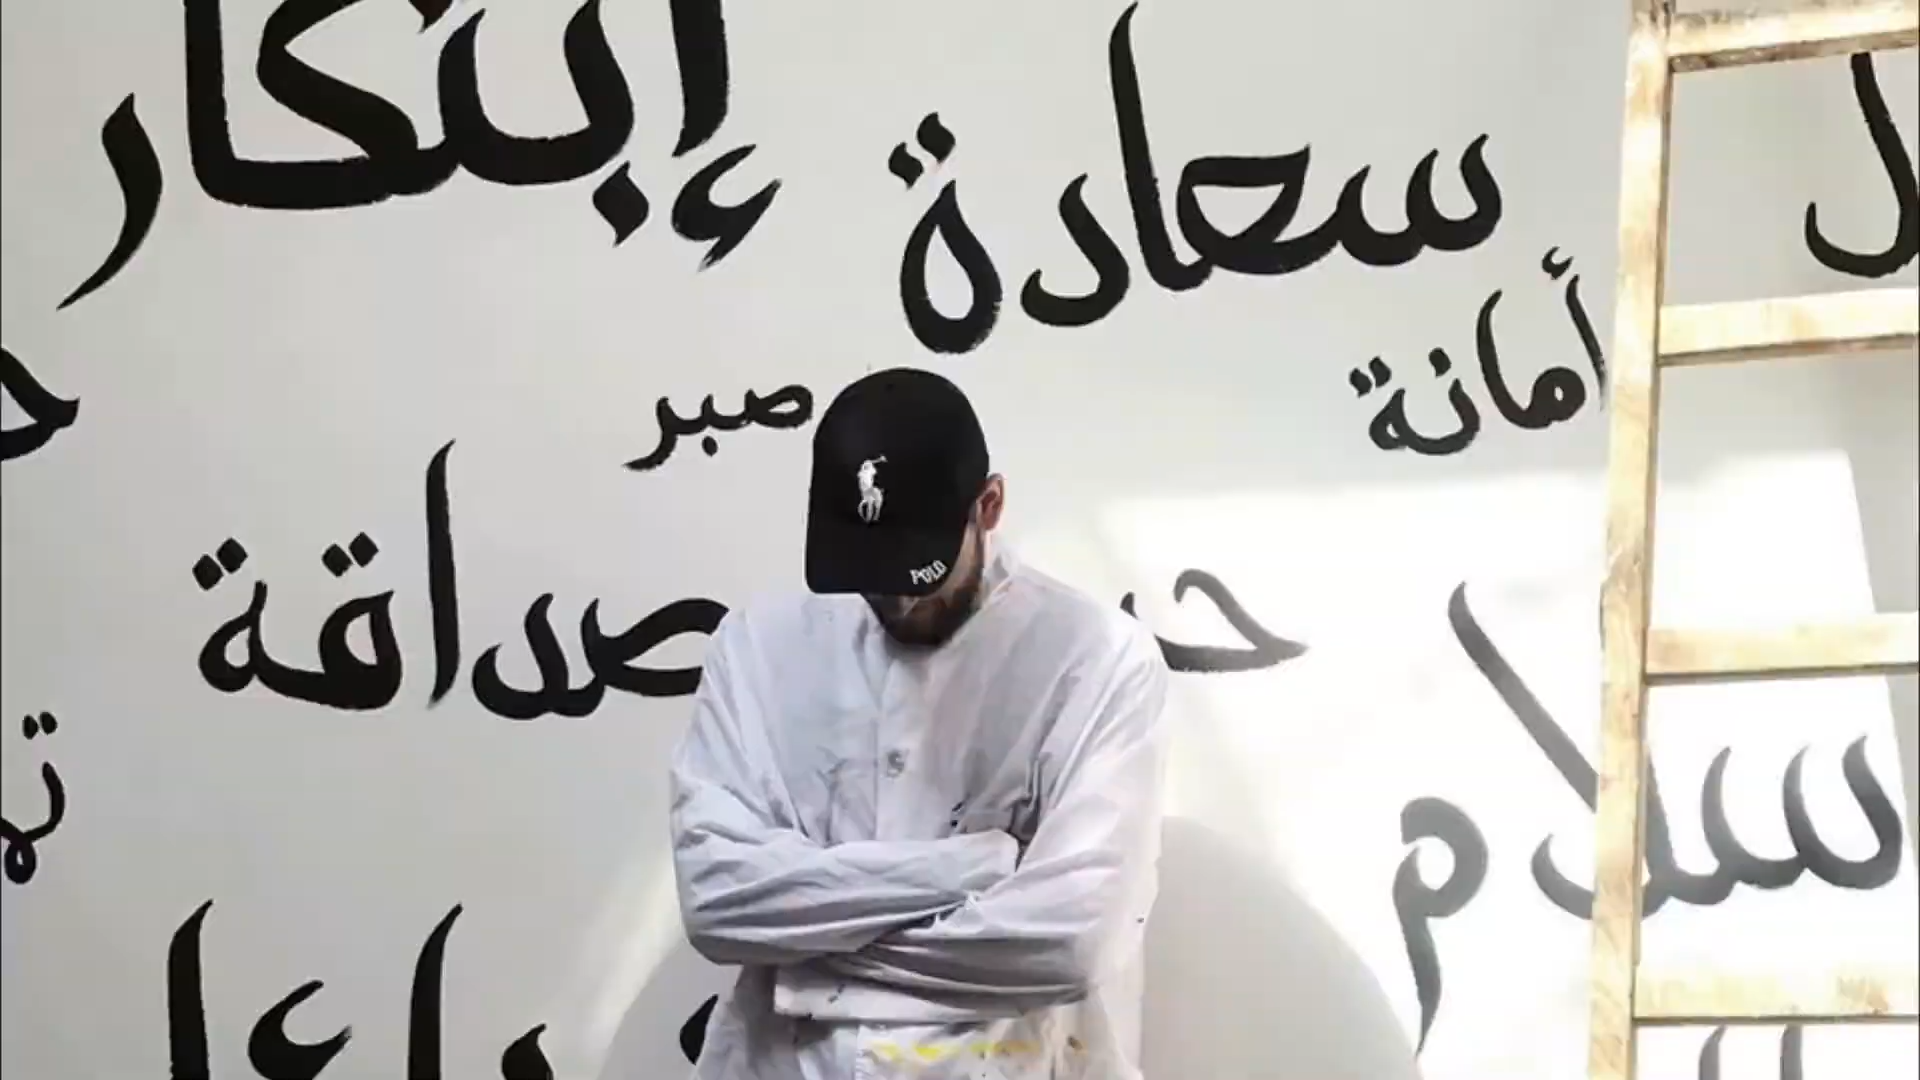 إبتكار
سعادة
أمانة
صبر
صداقة
سلام
POLO